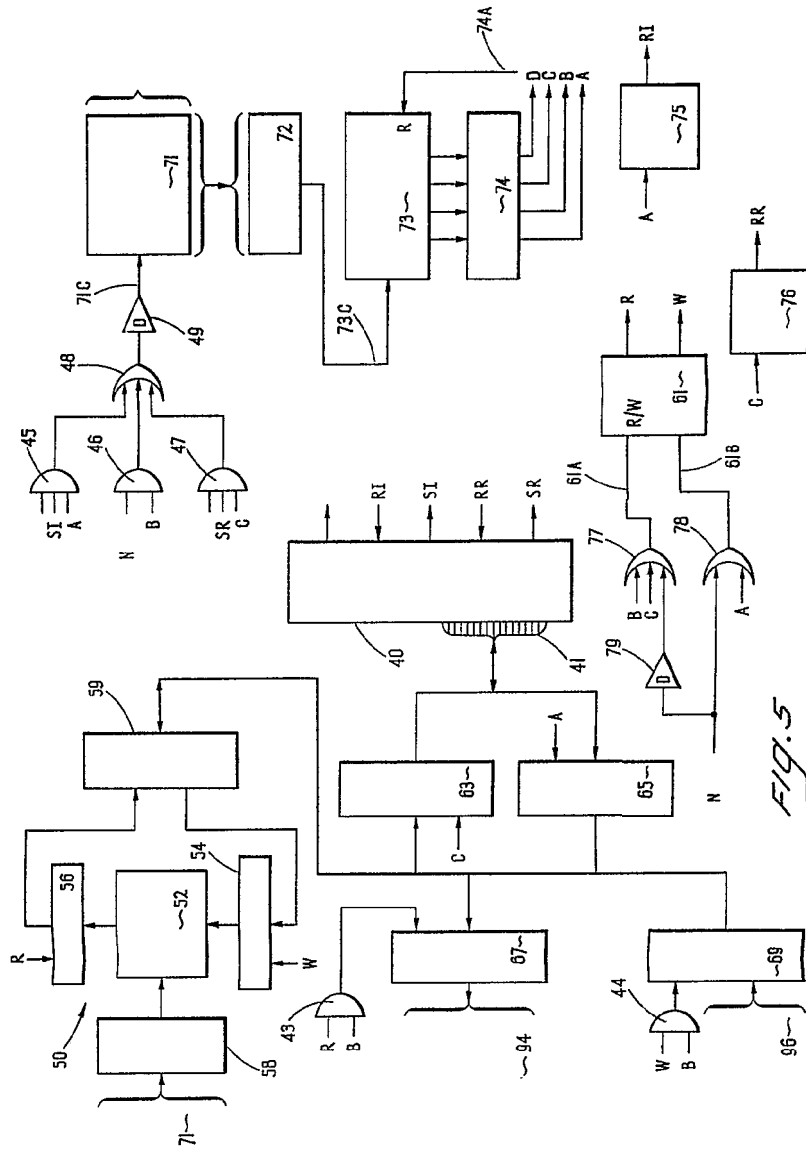 45
SI
A
46
N
B
47
SR
C
48
D
49
71C
71
72
73C
73
R
74A
74
D
C
B
A
A
75
RI
C
76
RR
50
R
56
52
54
W
58
71
59
40
RI
SI
RR
SR
41
63
C
A
65
R
B
43
67
94
W
B
44
69
96
N
79
D
B
C
77
A
78
61A
61B
R/W
61
R
W
FIG. 5